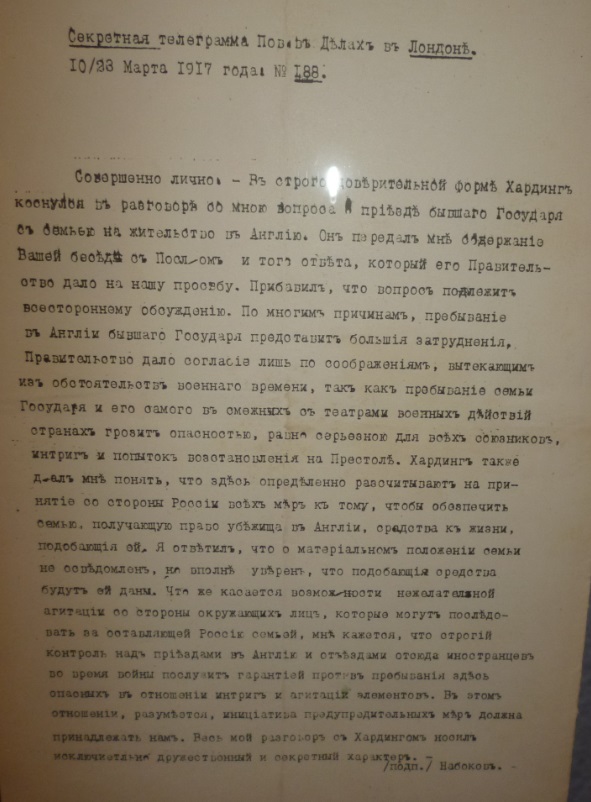 Секретная телеграмма Пов. въ Дѣлахъ въ Лондонѣ.
10/23 Марта 1917 года. № 188.
Совершенно лично. - Въ строго довѣрительной формѣ Хардингъ
коснулся въ разговорѣ со мною вопроса о пріѣздѣ бывшаго Государя
съ семьею на жительство въ Англію. Онъ передалъ мнѣ содержаніе
Вашей бесѣды съ Посломъ и того отвѣта, который его Правитель-
ство дало на нашу просьбу. Прибавилъ, что вопросъ подлежитъ
всестороннему обсужденію. По многимъ причинамъ, пребываніе
въ Англіи бывшаго Государя представитъ большія затрудненія.
Правительство дало согласіе лишь по соображеніямъ, вытекающимъ
изъ обстоятельствъ военнаго времени, такъ какъ пребываніе семьи
Государя и его самого въ смежныхъ съ театрами военныхъ дѣйствій
странахъ грозитъ опасностью, равно серьезною для всѣхъ союзниковъ,
интригъ и попытокъ возстановленія на Престолѣ. Хардингъ также
далъ мнѣ понять, что здѣсь опредѣленно разсчитываютъ на при-
нятіе со стороны Россіи всѣхъ мѣръ къ тому, чтобы обезпечить
семью, получающую право убѣжища въ Англіи, средства къ жизни,
подобающія ей. Я отвѣтилъ, что о матеріальномъ положеніи семьи
не освѣдомленъ, но вполнѣ увѣренъ, что подобающія средства
будутъ ей даны. Что же касается возможности нежелательной
агитаціи со стороны окружающихъ лицъ, которые могутъ послѣдо-
вать за оставляющей Россію семьей, мнѣ кажется, что строгій
контроль надъ пріѣздами въ Англію и отъѣздами отсюда иностранцевъ
во время войны послужитъ гарантіей противъ пребыванія здѣсь
опасныхъ въ отношеніи интригъ и агитаціи элементовъ. Въ этомъ
отношеніи, разумѣется, иниціатива предупредительныхъ мѣръ должна
принадлежать намъ. Весь мой разговоръ съ Хардингомъ носилъ
исключительно дружественный и секретный характеръ. -
/подп./ Набоковъ. -